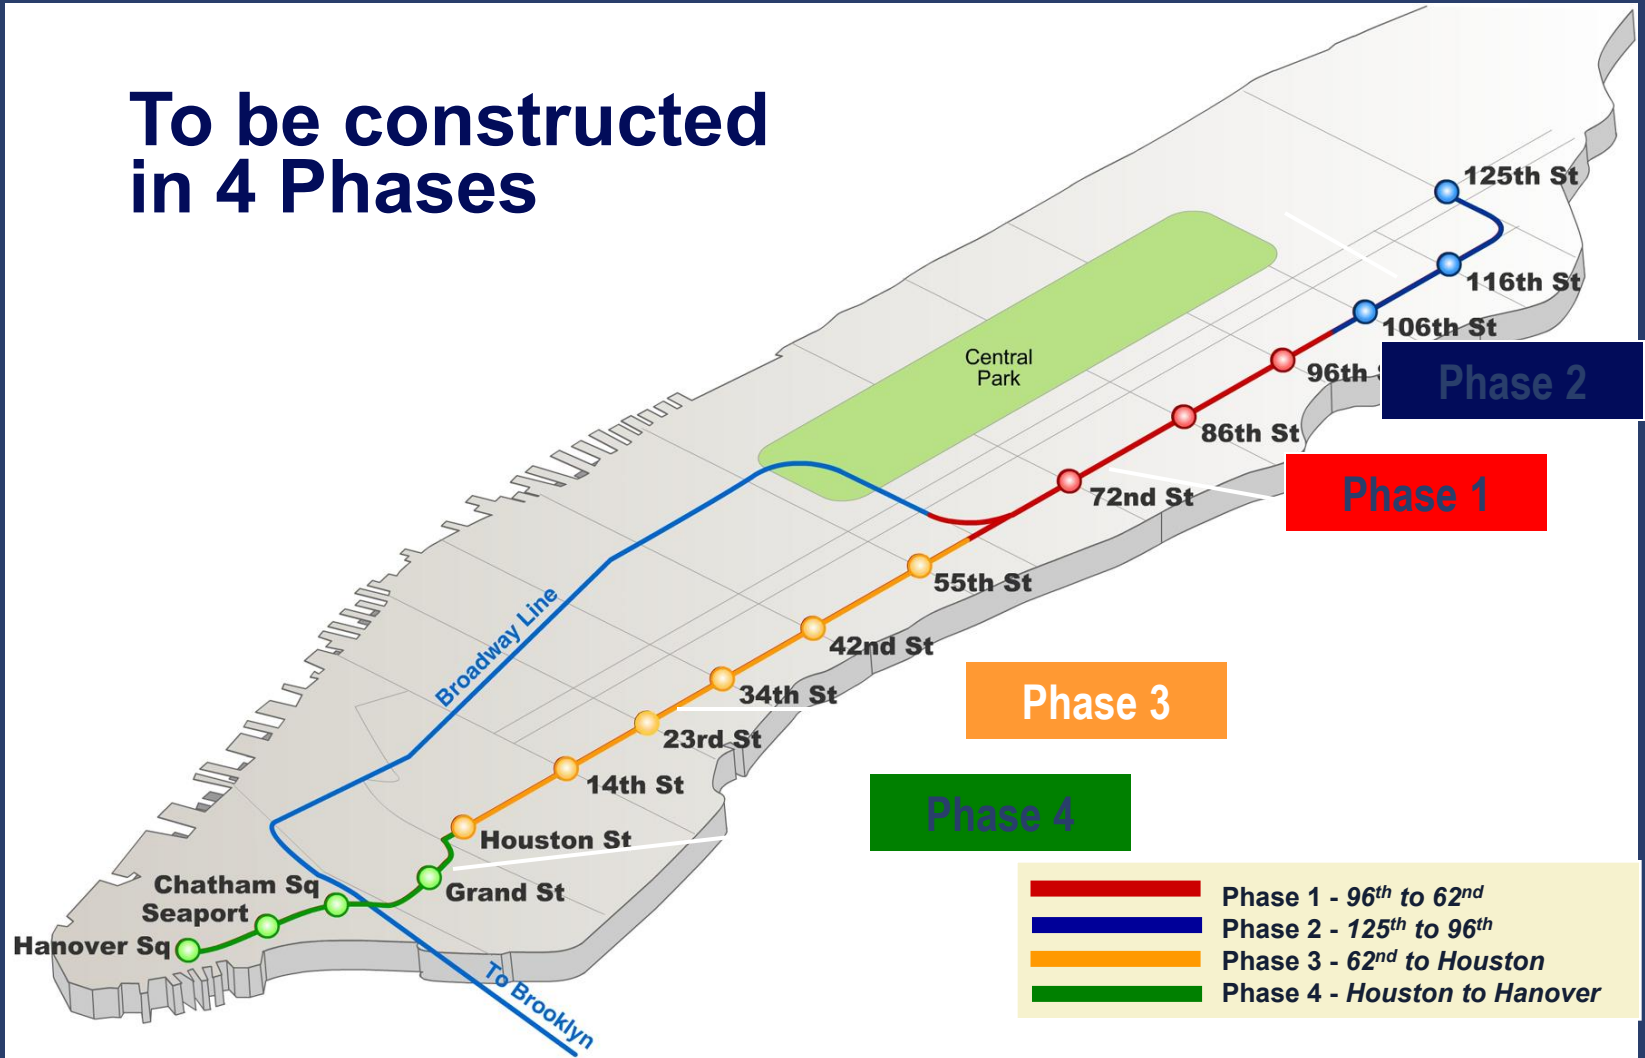 To be constructed
in 4 Phases
125th St
116th St
106th St
96th
Phase 2
Central
Park
86th St
Phase 1
72nd St
55th St
Broadway Line
42nd St
34th St
Phase 3
23rd St
14th St
Phase 4
Houston St
Grand St
Chatham Sq
Seaport
Hanover Sq
To Brooklyn
Phase 1 - 96th to 62nd
Phase 2 - 125th to 96th
Phase 3 - 62nd to Houston
Phase 4 - Houston to Hanover